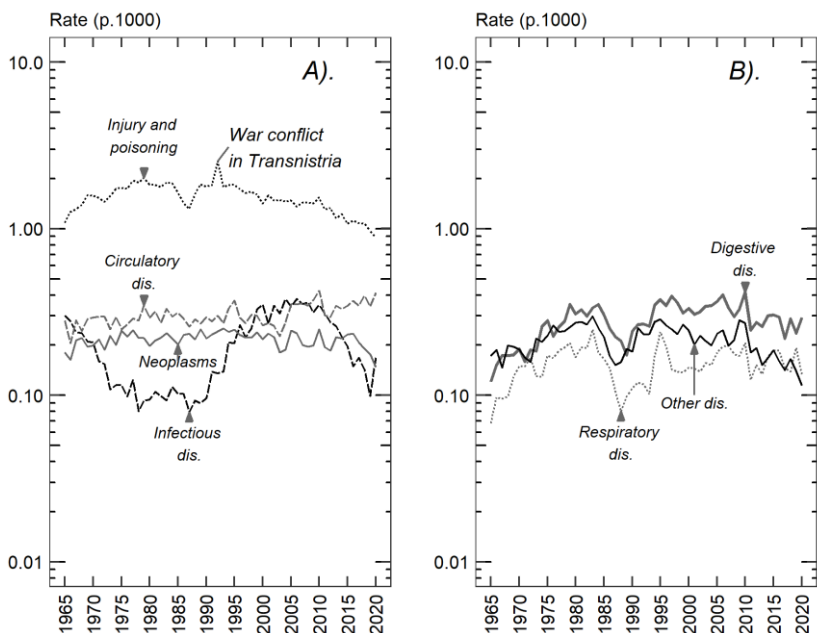 Rate (p.1000)
10.0
1.00
0.10
0.01
A).
Injury and
poisoning
War conflict
in Transnistria
Circulatory
dis.
Neoplasms
Infectious
dis.
1965
1970
1975
1980
1985
1990
1995
2000
2005
2010
2015
2020
Rate (p.1000)
10.0
1.00
0.10
0.01
B).
Digestive
dis.
Other dis.
Respiratory
dis.
1965
1970
1975
1980
1985
1990
1995
2000
2005
2010
2015
2020